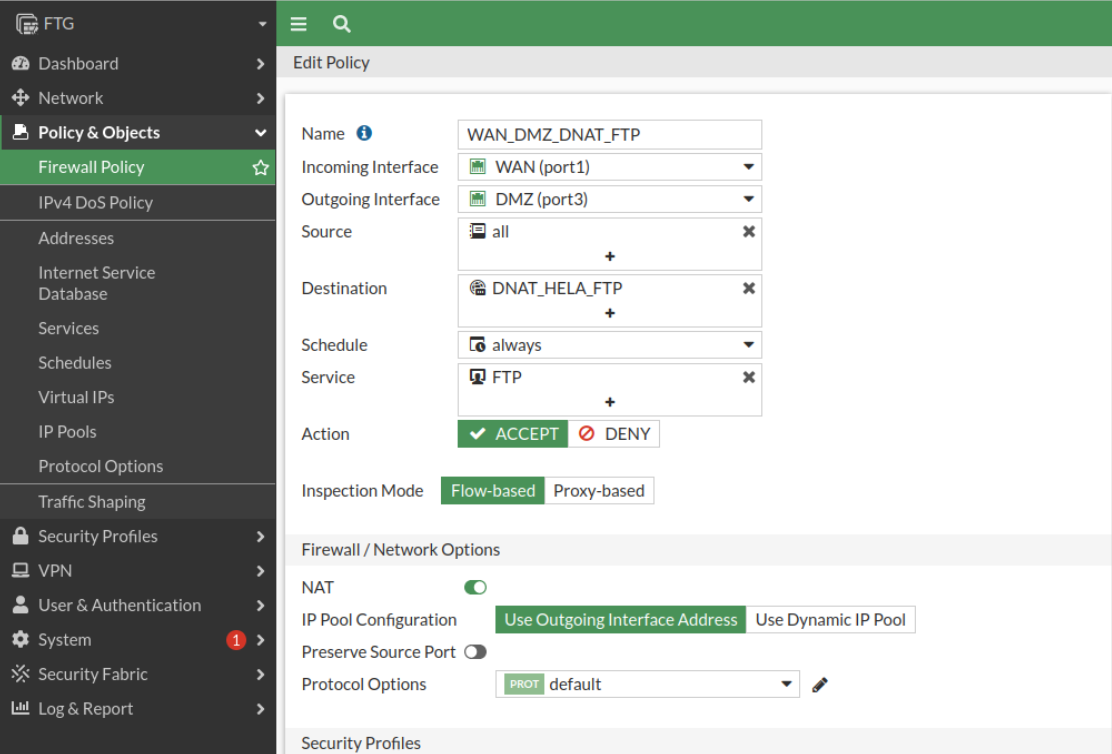 FTG
Dashboard
Network
Policy & Objects
Firewall Policy
IPv4 DoS Policy
Addresses
Internet Service
Database
Services
Schedules
Virtual IPs
IP Pools
Protocol Options
Traffic Shaping
Security Profiles
VPN
User & Authentication
System 1
Security Fabric
Log & Report
Edit Policy
Name WAN_DMZ_DNAT_FTP
Incoming Interface WAN (port1)
Outgoing Interface DMZ (port3)
Source all
+
Destination DNAT_HELA_FTP
+
Schedule always
Service FTP
+
Action ACCEPT DENY
Inspection Mode Flow-based Proxy-based
Firewall / Network Options
NAT
IP Pool Configuration Use Outgoing Interface Address Use Dynamic IP Pool
Preserve Source Port
Protocol Options PROT default
Security Profiles